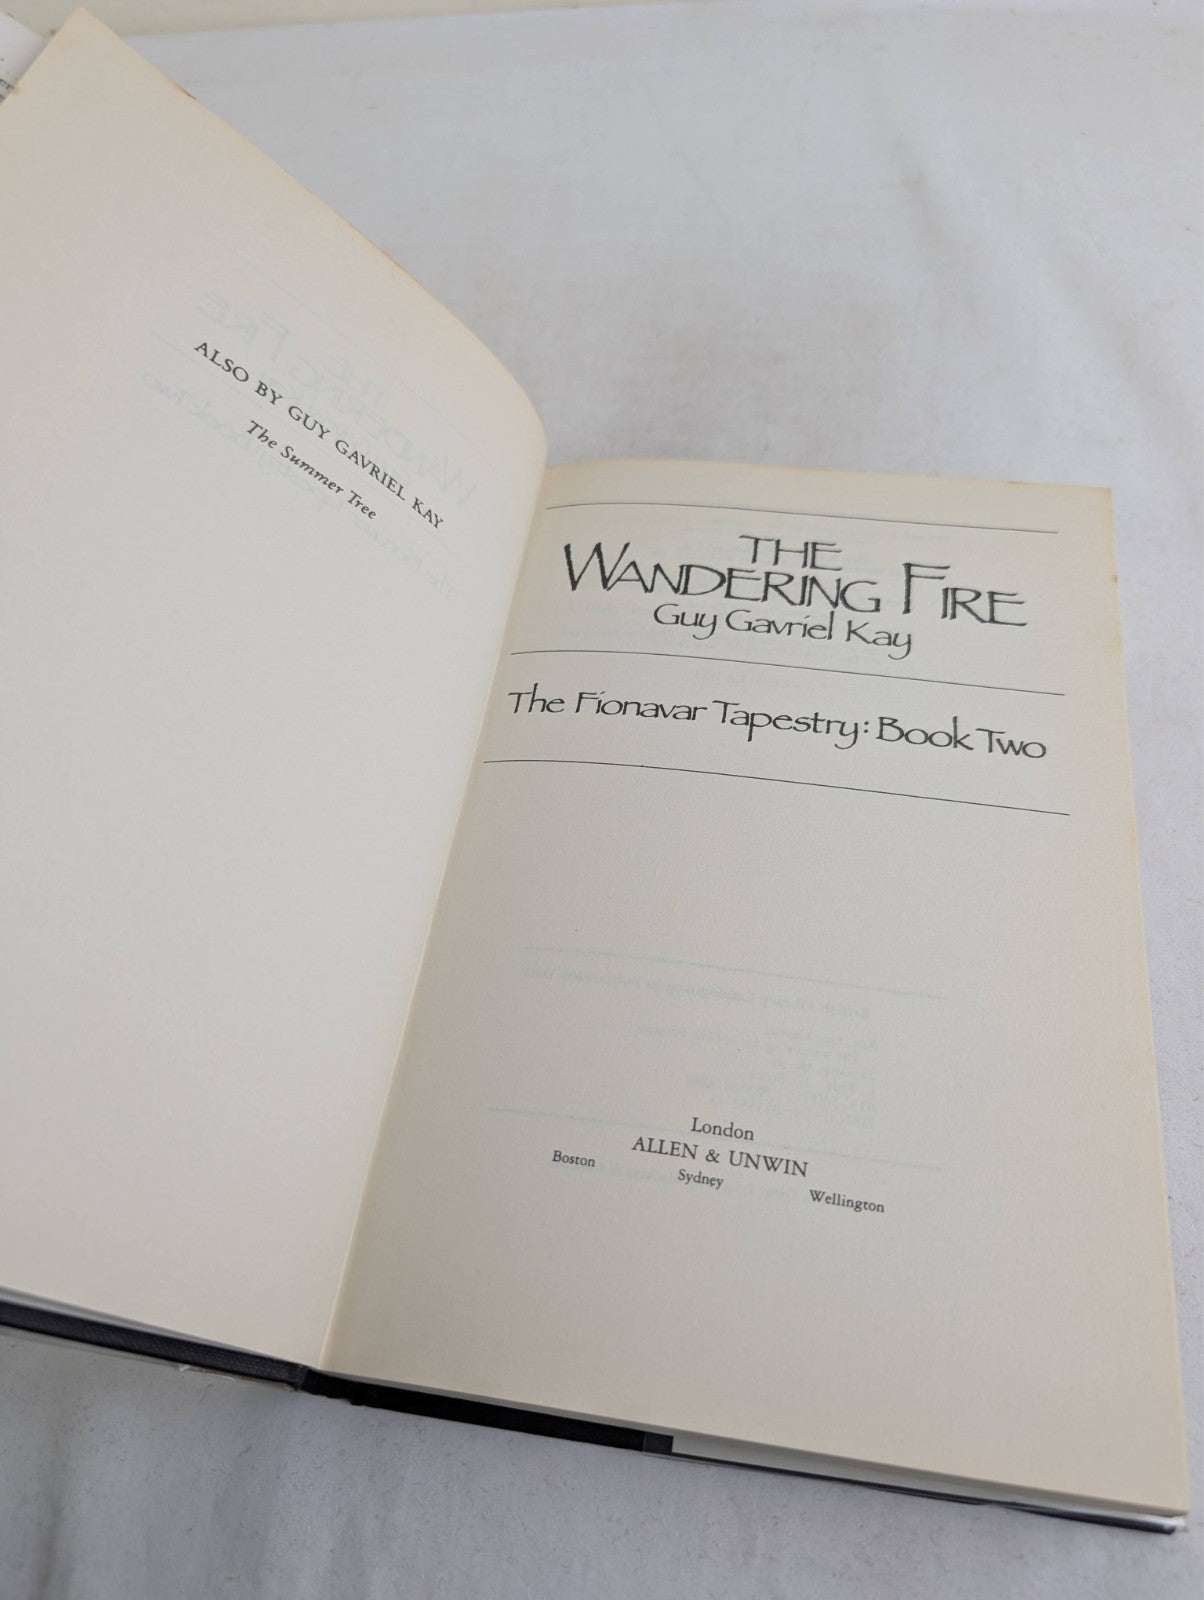 ALSO BY GUY GAVRIEL KAY
The Summer Tree
THE
WANDERING FIRE
Guy Gavriel Kay
The Fionavar Tapestry: Book Two
London
ALLEN & UNWIN
Boston Sydney Wellington